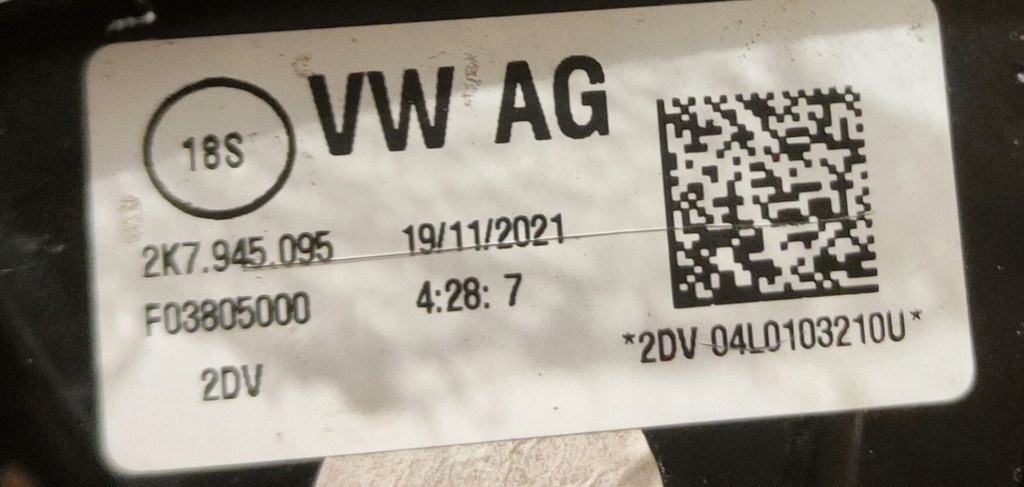 18S VW AG
2K7.945.095 19/11/2021
F03805000 4:28: 7
2DV *2DV 04L0103210U*